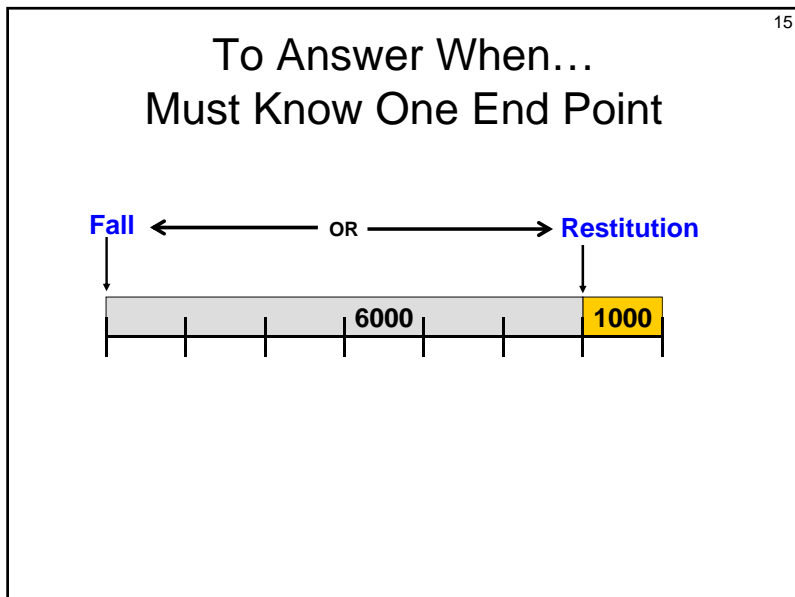 15
To Answer When…
Must Know One End Point
Fall OR Restitution
6000 1000